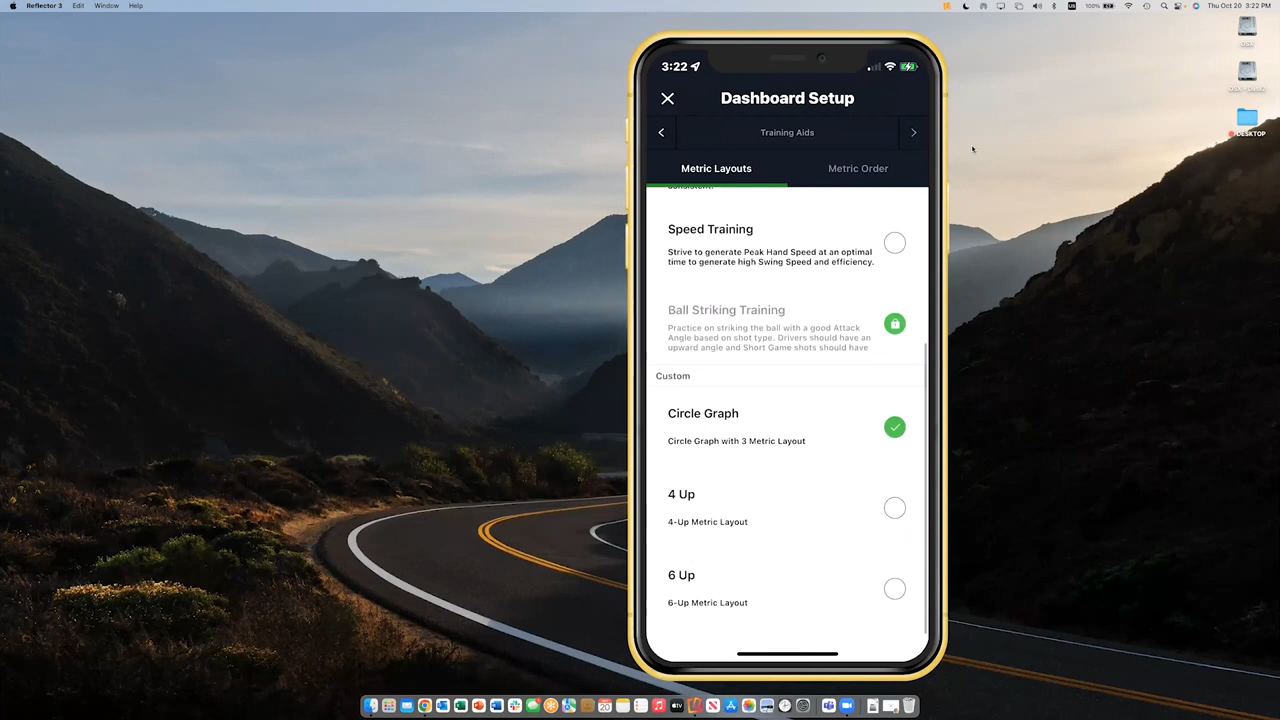 Reflector 3 Edit Window Help
100% Thu Oct 20 3:22 PM
OSX
DESKTOP
3:22
Dashboard Setup
Training Aids
Metric Layouts Metric Order
consistent.
Speed Training
Strive to generate Peak Hand Speed at an optimal
time to generate high Swing Speed and efficiency.
Ball Striking Training
Practice on striking the ball with a good Attack
Angle based on shot type. Drivers should have an
upward angle and Short Game shots should have
Custom
Circle Graph
Circle Graph with 3 Metric Layout
4 Up
4-Up Metric Layout
6 Up
6-Up Metric Layout